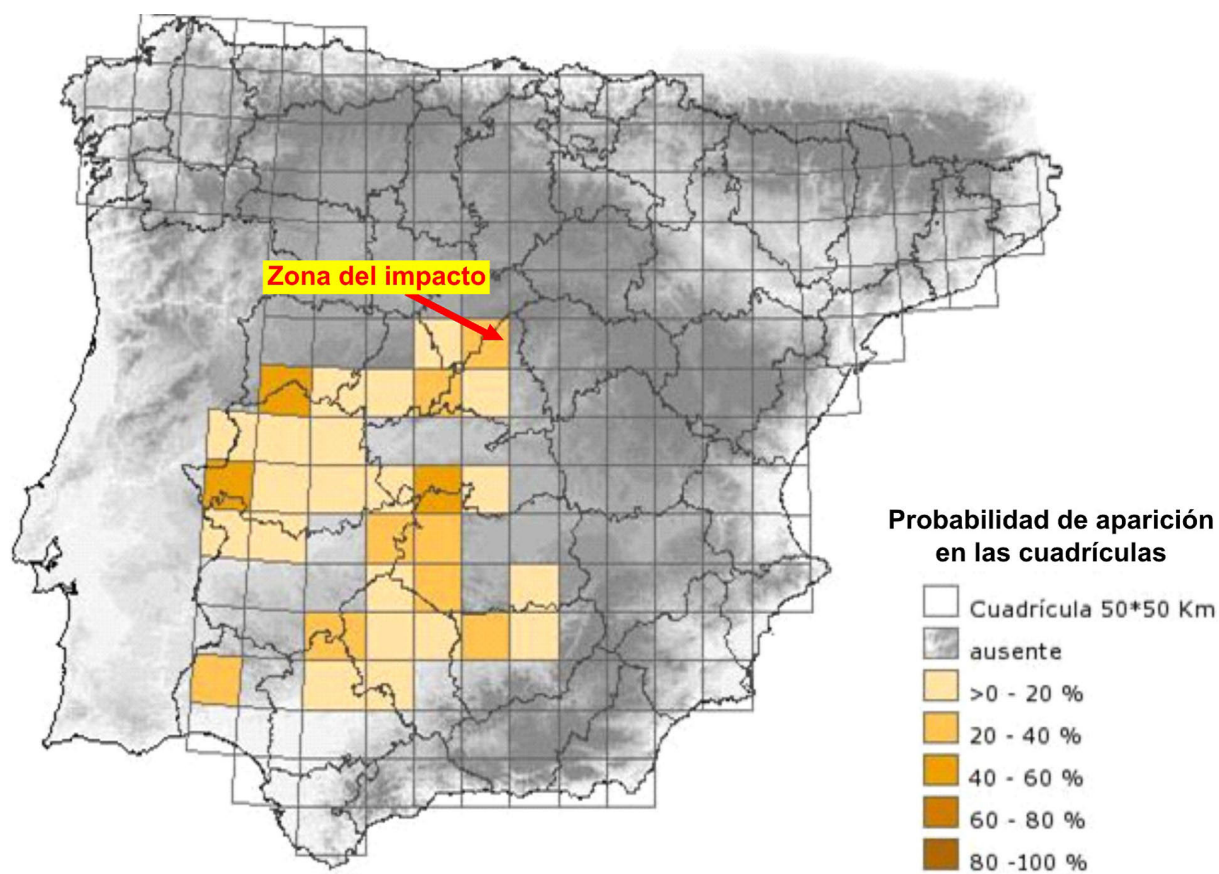 Zona del impacto
Probabilidad de aparición
en las cuadrículas
Cuadrícula 50*50 Km
ausente
>0 - 20 %
20 - 40 %
40 - 60 %
60 - 80 %
80 -100 %